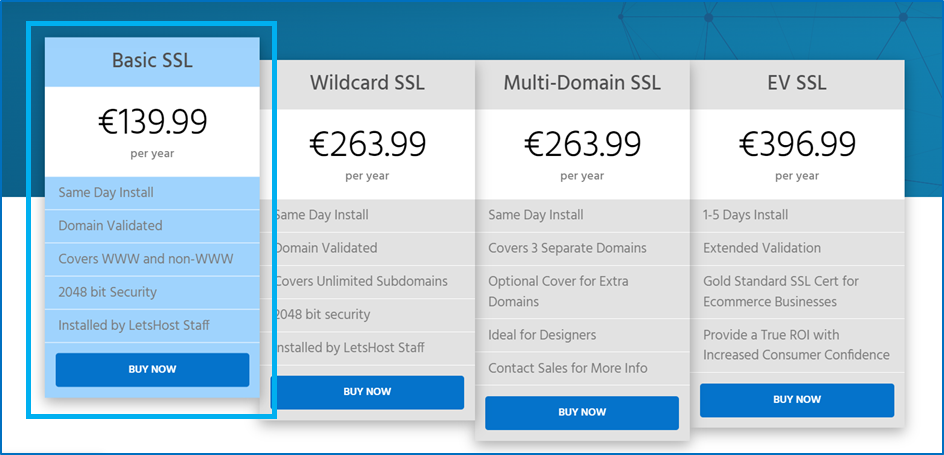 Basic SSL
€139.99
per year
Same Day Install
Domain Validated
Covers WWW and non-WWW
2048 bit Security
Installed by LetsHost Staff
BUY NOW
Wildcard SSL
€263.99
per year
Same Day Install
Domain Validated
Covers Unlimited Subdomains
2048 bit security
Installed by LetsHost Staff
BUY NOW
Multi-Domain SSL
€263.99
per year
Same Day Install
Covers 3 Separate Domains
Optional Cover for Extra
Domains
Ideal for Designers
Contact Sales for More Info
BUY NOW
EV SSL
€396.99
per year
1-5 Days Install
Extended Validation
Gold Standard SSL Cert for
Ecommerce Businesses
Provide a True ROI with
Increased Consumer Confidence
BUY NOW